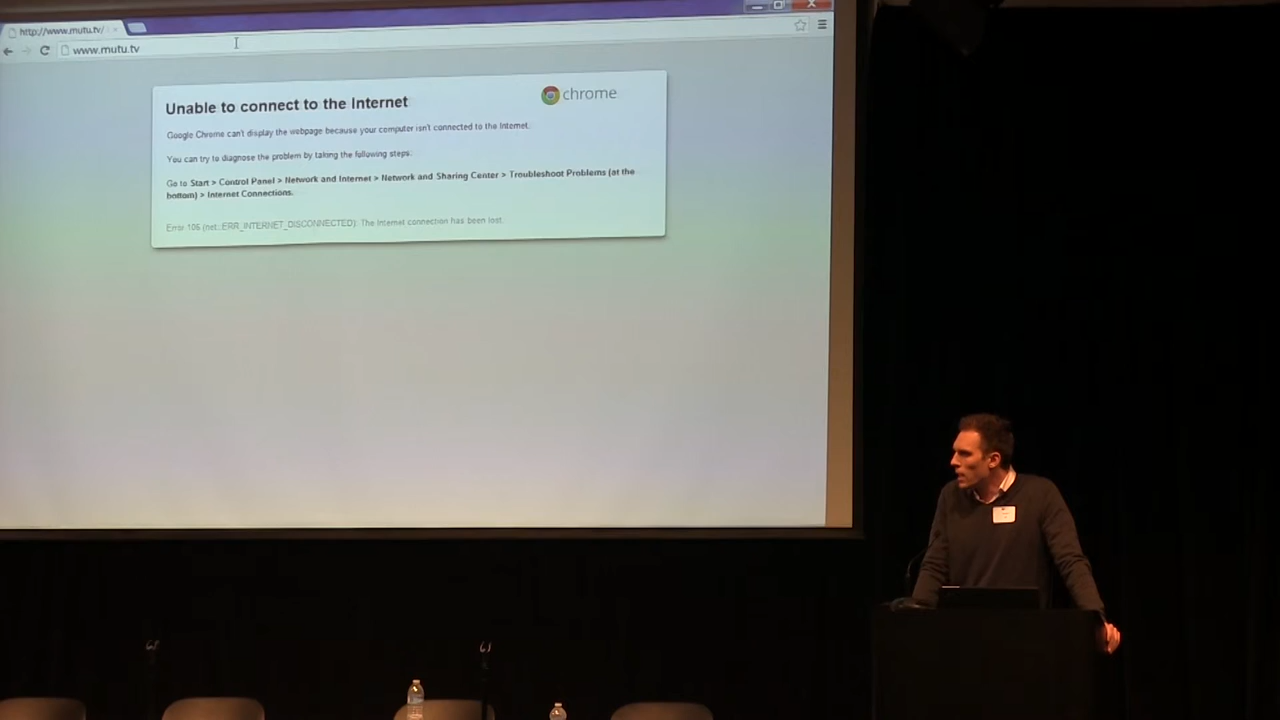 http://www.mutu.tv/
www.mutu.tv
Unable to connect to the Internet
chrome
Google Chrome can't display the webpage because your computer isn't connected to the Internet.
You can try to diagnose the problem by taking the following steps:
Go to Start > Control Panel > Network and Internet > Network and Sharing Center > Troubleshoot Problems (at the
bottom) > Internet Connections.
Error 106 (net::ERR_INTERNET_DISCONNECTED): The Internet connection has been lost.